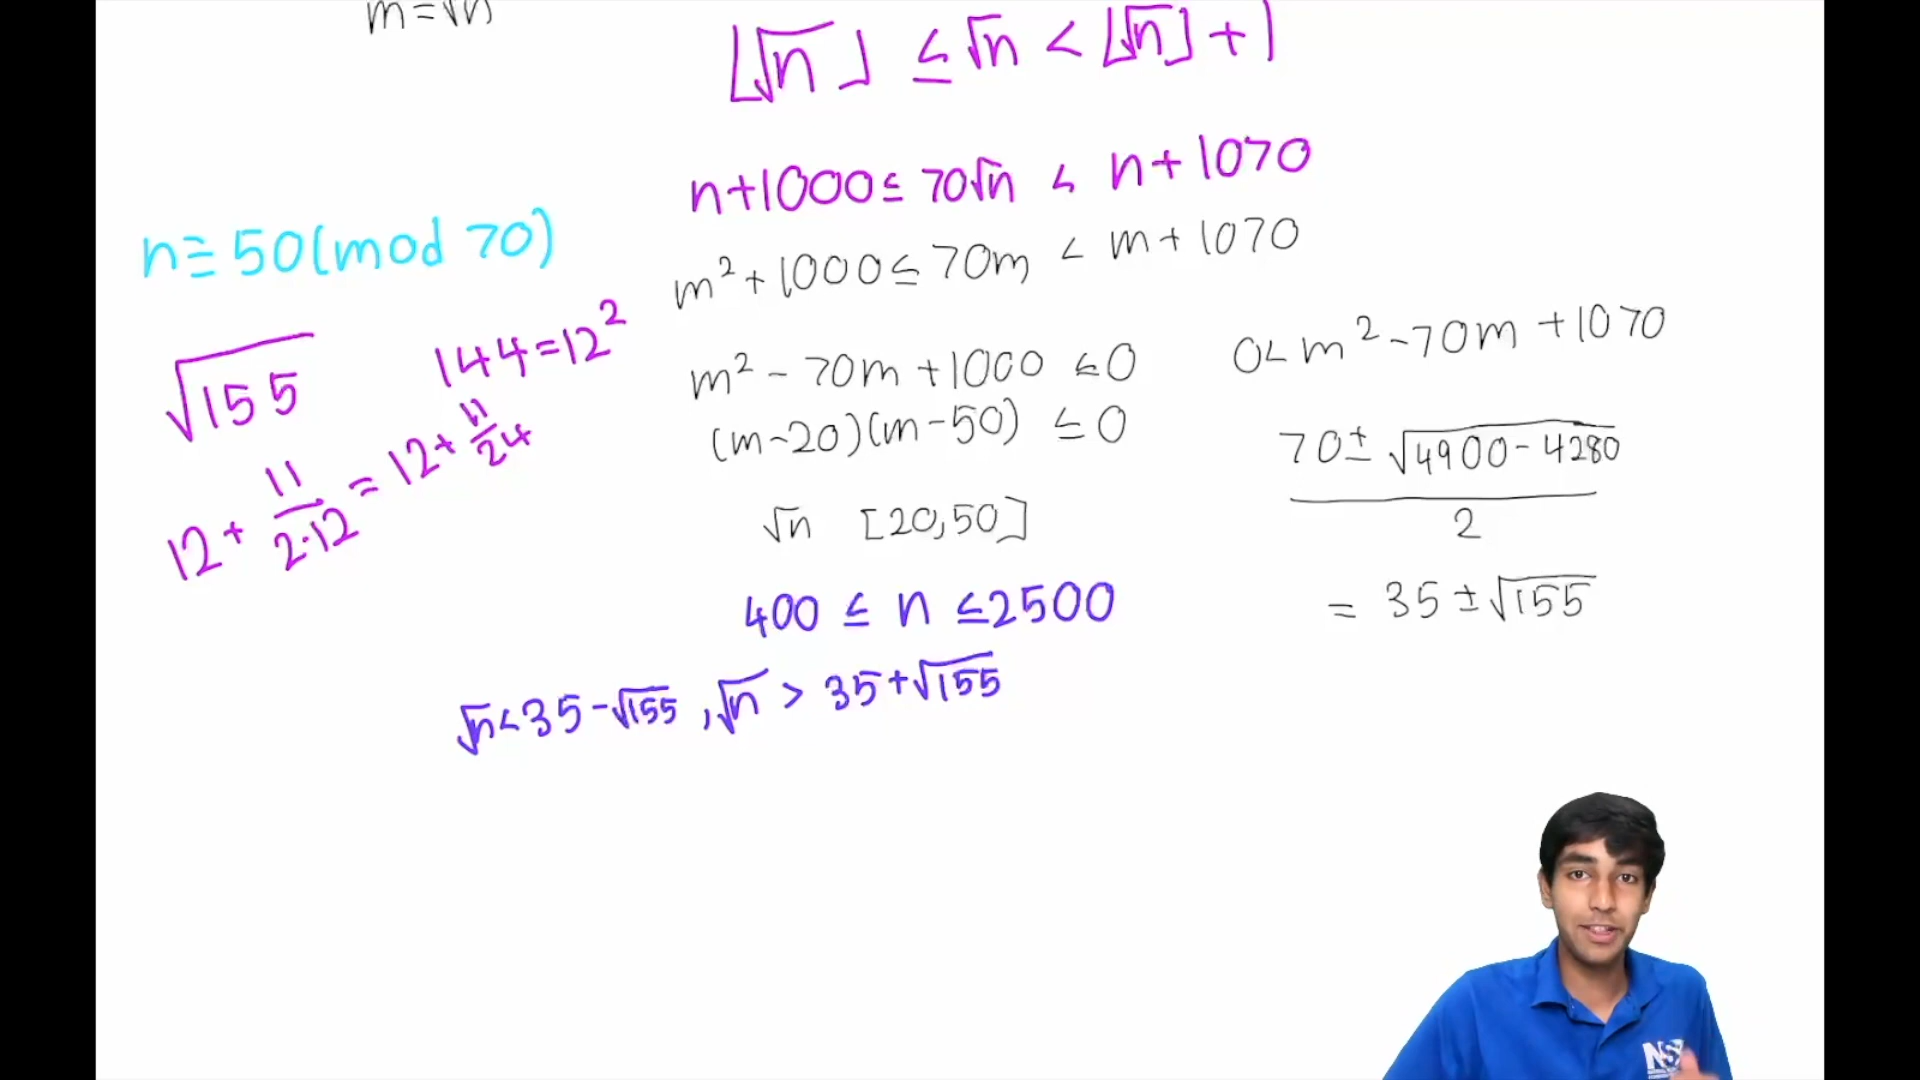 m=√n
⌊√n⌋ ≤ √n < ⌊√n⌋ + 1
n+1000 ≤ 70√n < n+1070
n ≡ 50 (mod 70)
m² + 1000 ≤ 70m < m + 1070
√155
144 = 12²
m² - 70m + 1000 ≤ 0
0 < m² - 70m + 1070
(m-20)(m-50) ≤ 0
70 ± √4900-4280
2
12 + 11/2·12 = 12 + 11/24
√n [20,50]
= 35 ± √155
400 ≤ n ≤ 2500
√n < 35 - √155, √n > 35 + √155